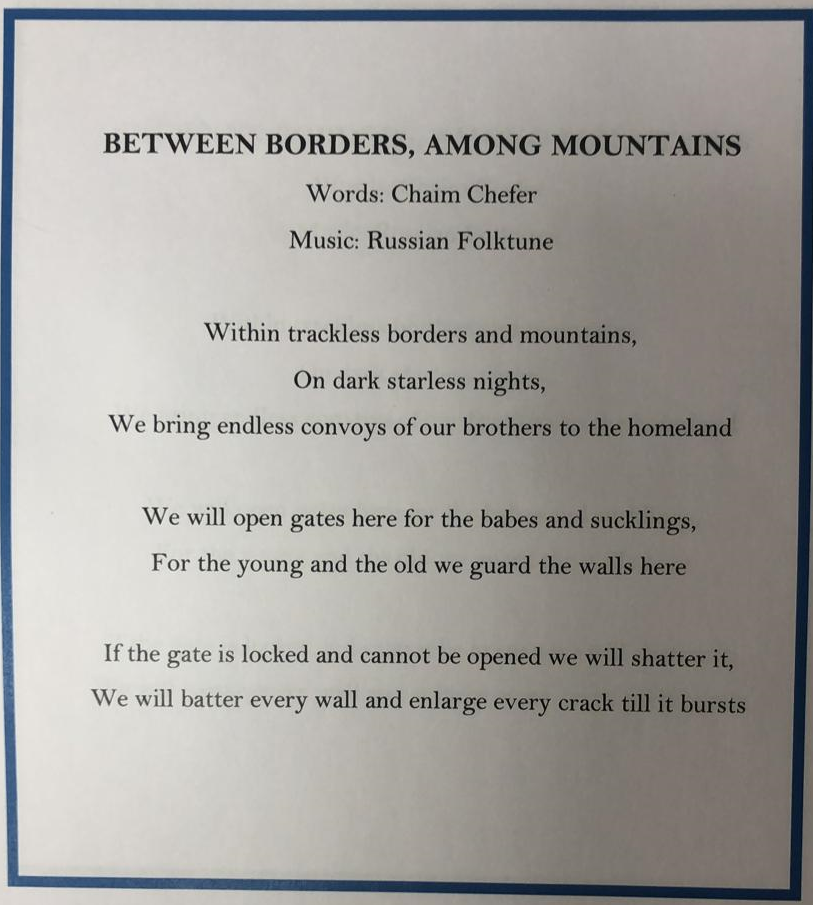 BETWEEN BORDERS, AMONG MOUNTAINS
Words: Chaim Chefer
Music: Russian Folktune
Within trackless borders and mountains,
On dark starless nights,
We bring endless convoys of our brothers to the homeland
We will open gates here for the babes and sucklings,
For the young and the old we guard the walls here
If the gate is locked and cannot be opened we will shatter it,
We will batter every wall and enlarge every crack till it bursts